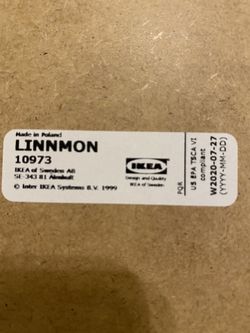 Made in Poland
LINNMON
10973
IKEA of Sweden AB
SE-343 81 Älmhult
© Inter IKEA Systems B.V. 1999
IKEA
Design and Quality
IKEA of Sweden
PQR
US EPA TSCA VI
compliant
W2020-07-27
(YYYY-MM-DD)